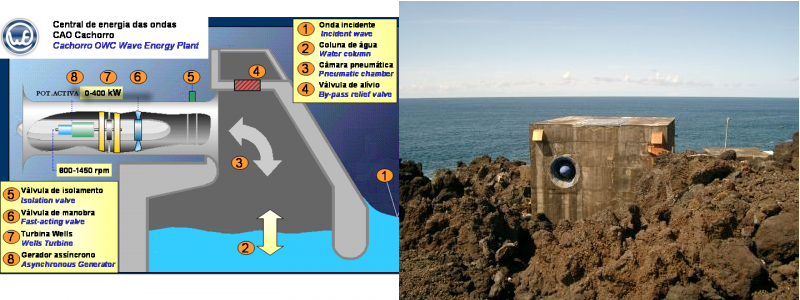 Central de energia das ondas
CAO Cachorro
Cachorro OWC Wave Energy Plant
1 Onda incidente
Incident wave
2 Coluna de água
Water column
3 Câmara pneumática
Pneumatic chamber
4 Válvula de alívio
By-pass relief valve
8 7 6 5 4
POT.ACTIVA 0-400 kW
800-1450 rpm
3
1
2
5 Válvula de isolamento
Isolation valve
6 Válvula de manobra
Fast-acting valve
7 Turbina Wells
Wells Turbine
8 Gerador assíncrono
Asynchronous Generator